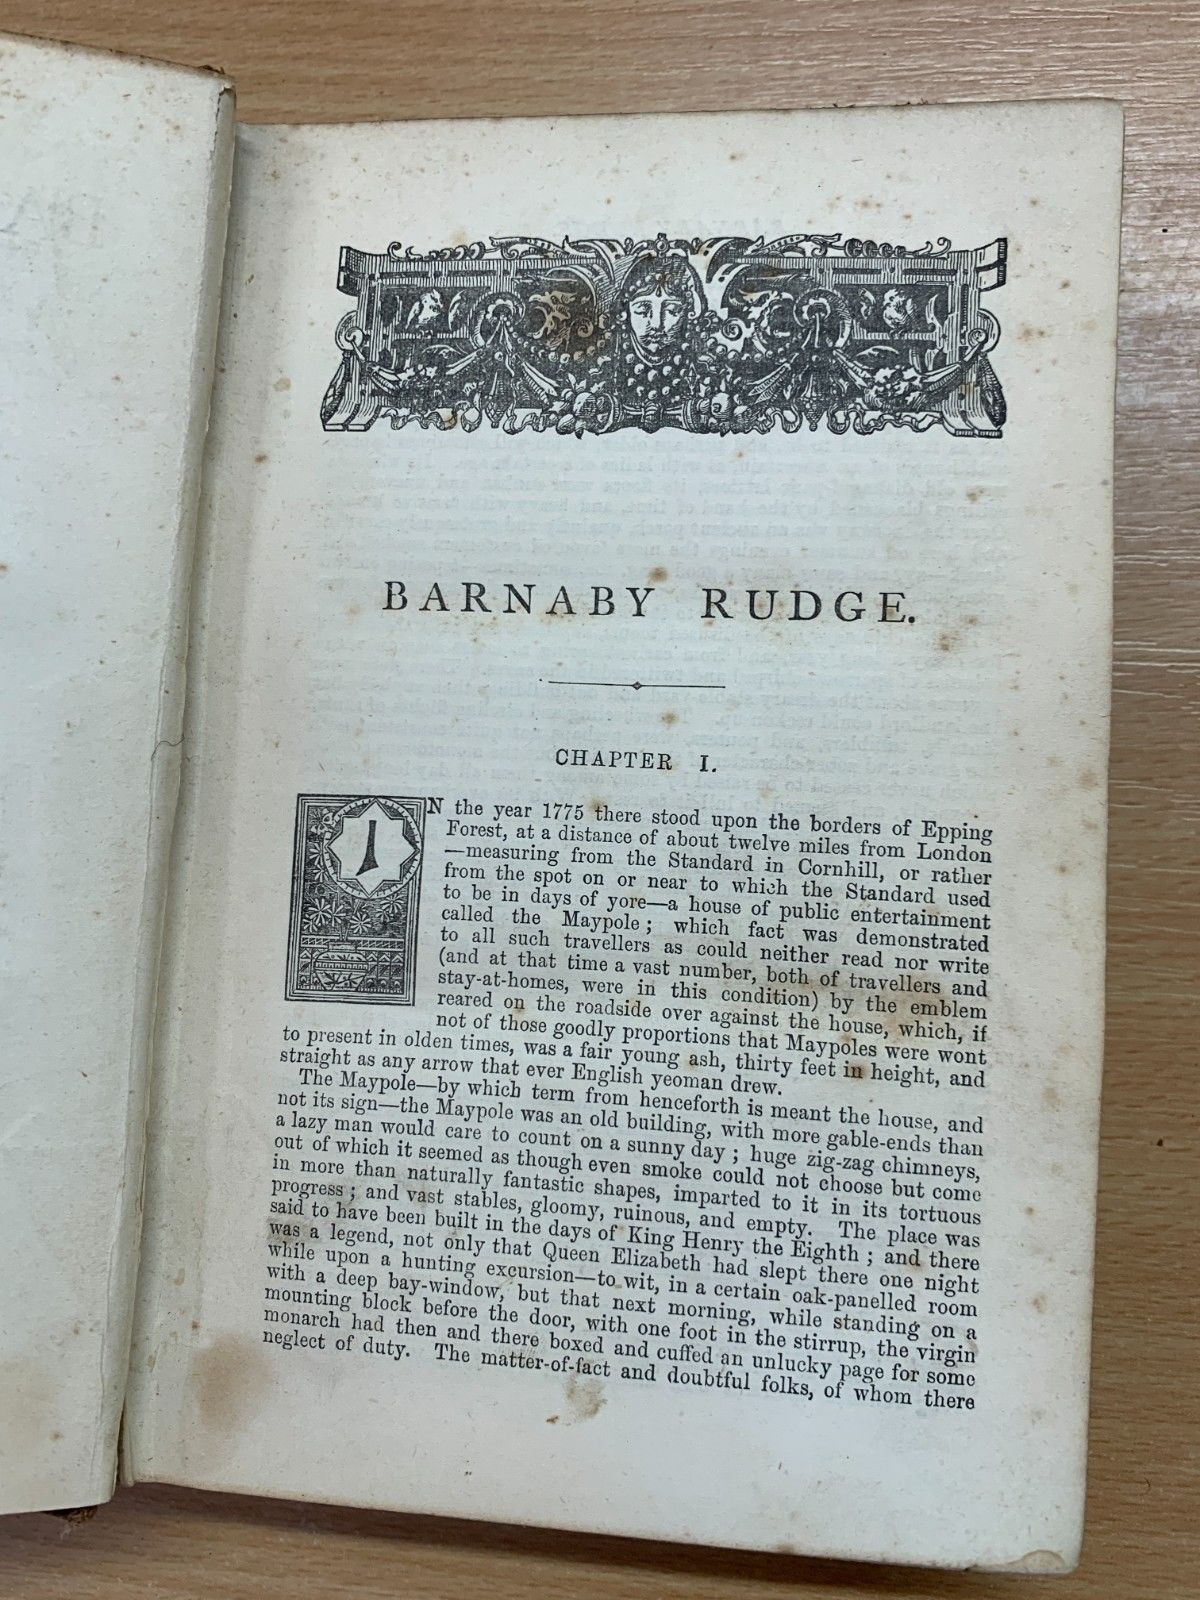 BARNABY RUDGE.
CHAPTER I.
IN the year 1775 there stood upon the borders of Epping
Forest, at a distance of about twelve miles from London
—measuring from the Standard in Cornhill, or rather
from the spot on or near to which the Standard used
to be in days of yore—a house of public entertainment
called the Maypole; which fact was demonstrated
to all such travellers as could neither read nor write
(and at that time a vast number, both of travellers and
stay-at-homes, were in this condition) by the emblem
reared on the roadside over against the house, which, if
not of those goodly proportions that Maypoles were wont
to present in olden times, was a fair young ash, thirty feet in height, and
straight as any arrow that ever English yeoman drew.
The Maypole—by which term from henceforth is meant the house, and
not its sign—the Maypole was an old building, with more gable-ends than
a lazy man would care to count on a sunny day; huge zig-zag chimneys,
out of which it seemed as though even smoke could not choose but come
in more than naturally fantastic shapes, imparted to it in its tortuous
progress; and vast stables, gloomy, ruinous, and empty. The place was
said to have been built in the days of King Henry the Eighth; and there
was a legend, not only that Queen Elizabeth had slept there one night
while upon a hunting excursion—to wit, in a certain oak-panelled room
with a deep bay-window, but that next morning, while standing on a
mounting block before the door, with one foot in the stirrup, the virgin
monarch had then and there boxed and cuffed an unlucky page for some
neglect of duty. The matter-of-fact and doubtful folks, of whom there